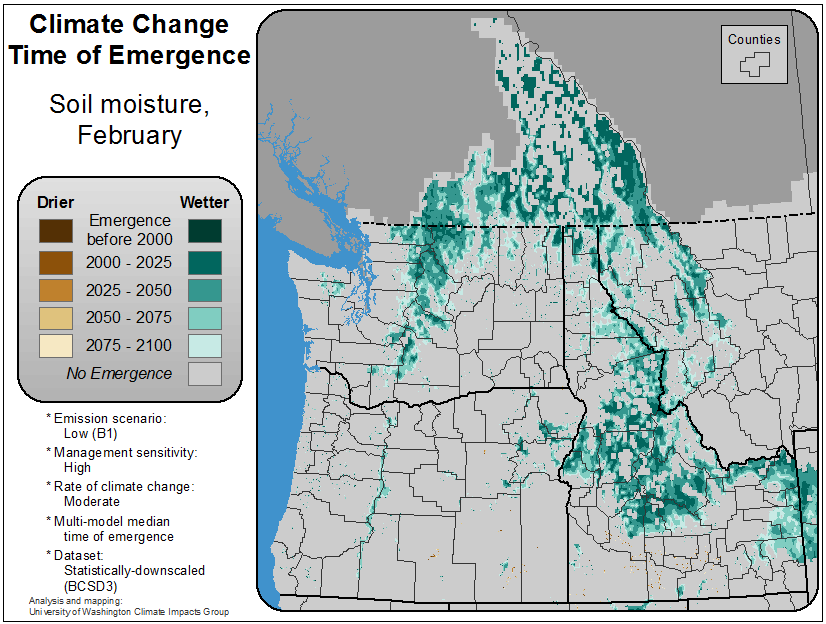 Climate Change
Time of Emergence
Soil moisture,
February
Drier
Wetter
Emergence
before 2000
2000 - 2025
2025 - 2050
2050 - 2075
2075 - 2100
No Emergence
* Emission scenario:
Low (B1)
* Management sensitivity:
High
* Rate of climate change:
Moderate
* Multi-model median
time of emergence
* Dataset:
Statistically-downscaled
(BCSD3)
Analysis and mapping:
University of Washington Climate Impacts Group
Counties